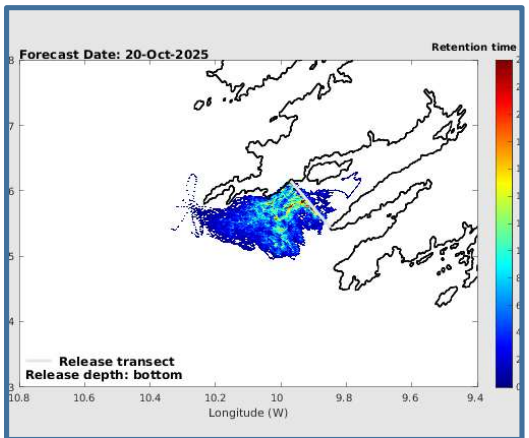 Retention time
Forecast Date: 20-Oct-2025
8
7
6
5
4
3
Release transect
Release depth: bottom
10.8 10.6 10.4 10.2 10 9.8 9.6 9.4
Longitude (W)